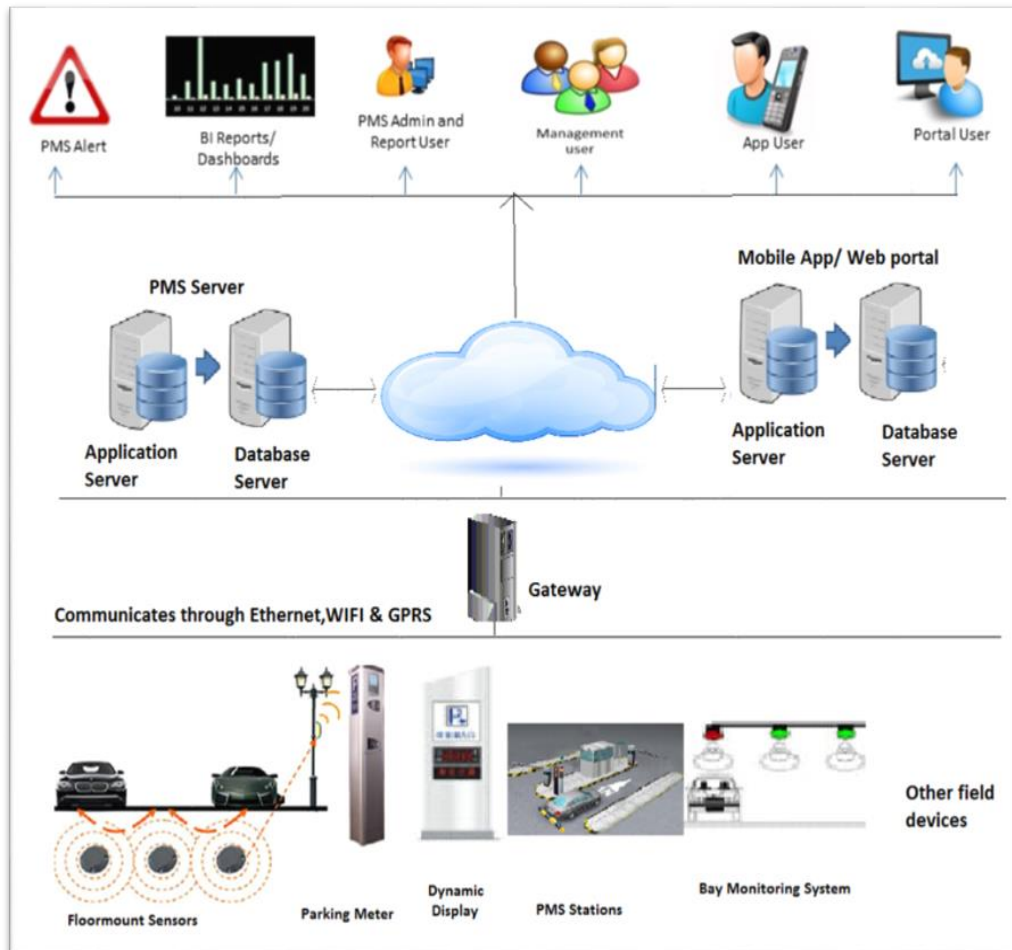 PMS Alert
BI Reports/
Dashboards
PMS Admin and
Report User
Management
user
App User
Portal User
PMS Server
Mobile App/ Web portal
Application
Server
Database
Server
Application
Server
Database
Server
Gateway
Communicates through Ethernet,WIFI & GPRS
Other field
devices
Floormount Sensors
Parking Meter
Dynamic
Display
PMS Stations
Bay Monitoring System